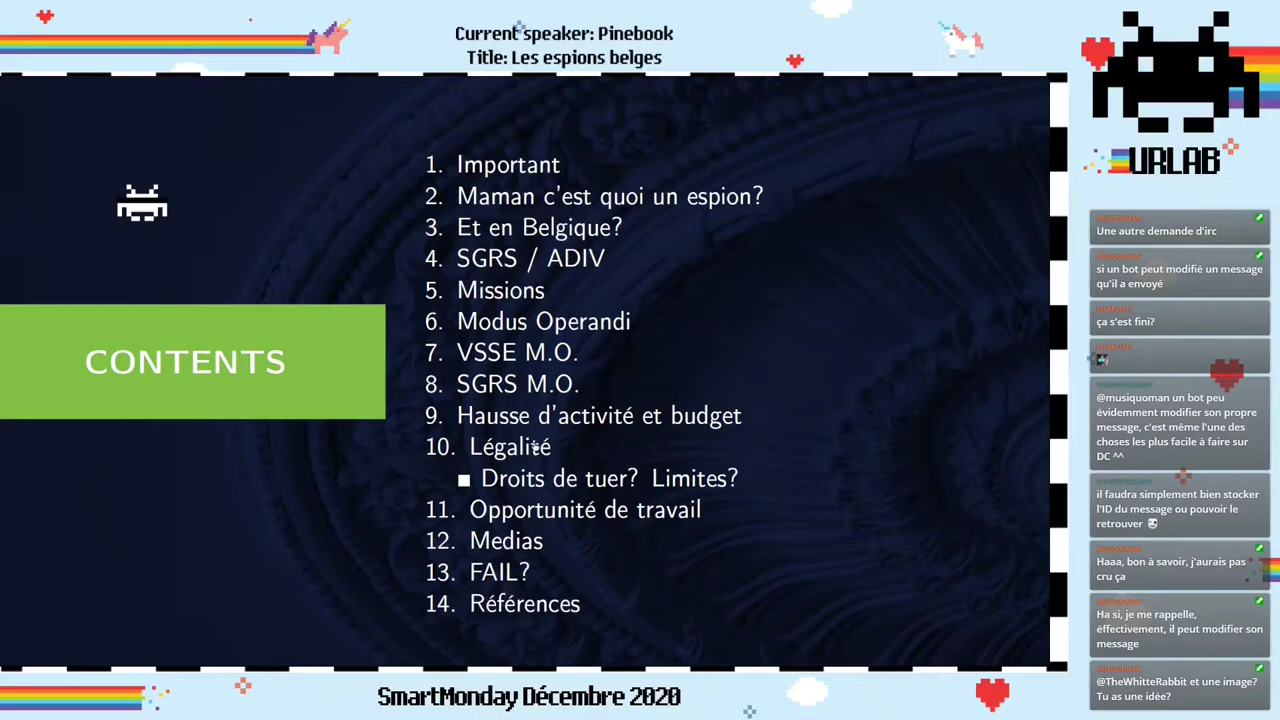 Current speaker: Pinebook
Title: Les espions belges
CONTENTS
1. Important
2. Maman c'est quoi un espion?
3. Et en Belgique?
4. SGRS / ADIV
5. Missions
6. Modus Operandi
7. VSSE M.O.
8. SGRS M.O.
9. Hausse d'activité et budget
10. Légalité
■ Droits de tuer? Limites?
11. Opportunité de travail
12. Medias
13. FAIL?
14. Références
SmartMonday Décembre 2020
URLAB
MUSIQUOMAN
Une autre demande d'irc
MUSIQUOMAN
si un bot peut modifié un message
qu'il a envoyé
ça s'est fini?
@musiquoman un bot peu
évidemment modifier son propre
message, c'est même l'une des
choses les plus facile à faire sur
DC ^^
il faudra simplement bien stocker
l'ID du message ou pouvoir le
retrouver
MUSIQUOMAN
Haaa, bon à savoir, j'aurais pas
cru ça
MUSIQUOMAN
Ha si, je me rappelle,
éffectivement, il peut modifier son
message
MUSIQUOMAN
@TheWhitteRabbit et une image?
Tu as une idée?